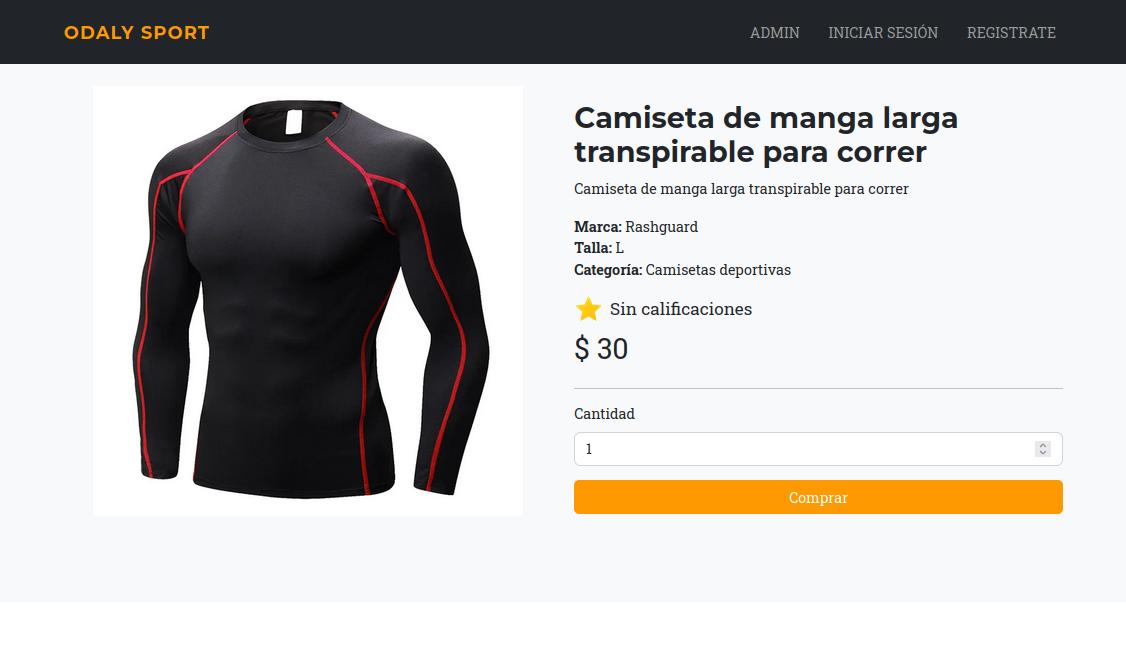 ODALY SPORT
ADMIN
INICIAR SESIÓN
REGISTRATE
Camiseta de manga larga
transpirable para correr
Camiseta de manga larga transpirable para correr
Marca: Rashguard
Talla: L
Categoría: Camisetas deportivas
Sin calificaciones
$ 30
Cantidad
1
Comprar